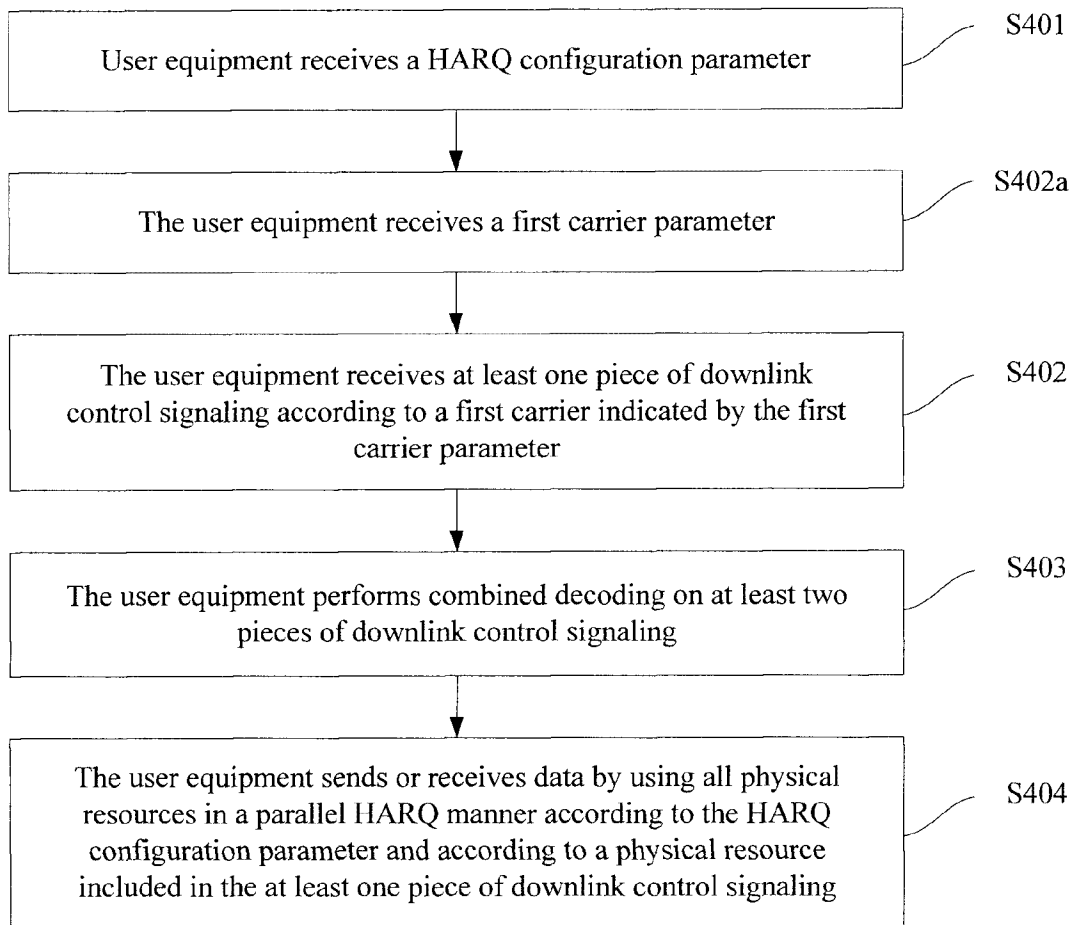 S401
User equipment receives a HARQ configuration parameter
S402a
The user equipment receives a first carrier parameter
S402
The user equipment receives at least one piece of downlink
control signaling according to a first carrier indicated by the first
carrier parameter
S403
The user equipment performs combined decoding on at least two
pieces of downlink control signaling
S404
The user equipment sends or receives data by using all physical
resources in a parallel HARQ manner according to the HARQ
configuration parameter and according to a physical resource
included in the at least one piece of downlink control signaling